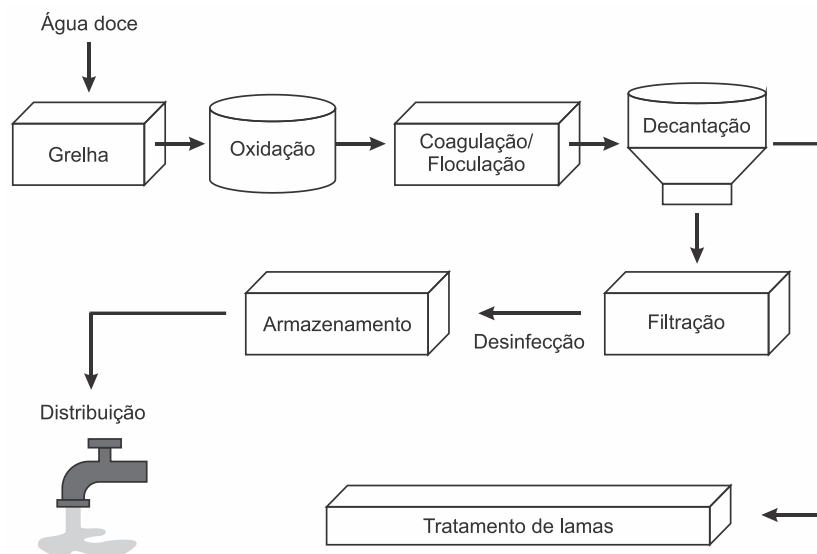 Água doce
Grelha
Oxidação
Coagulação/
Floculação
Decantação
Filtração
Desinfecção
Armazenamento
Distribuição
Tratamento de lamas